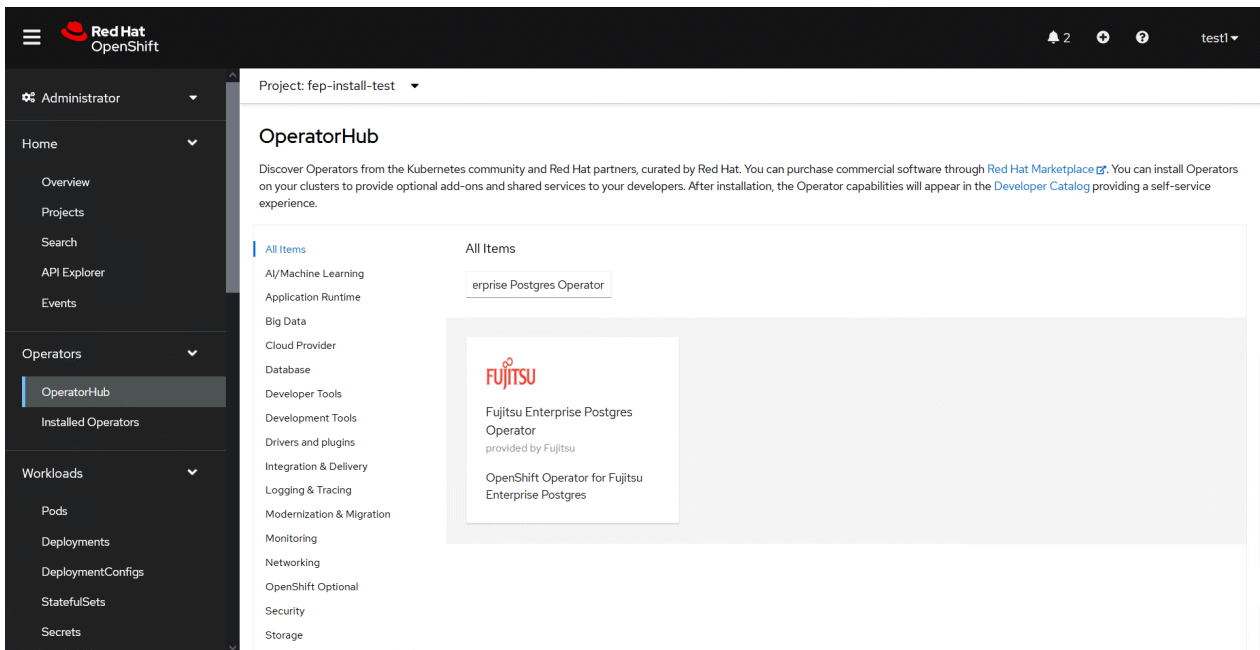 Red Hat
OpenShift
2
test1
Administrator
Home
Overview
Projects
Search
API Explorer
Events
Operators
OperatorHub
Installed Operators
Workloads
Pods
Deployments
DeploymentConfigs
StatefulSets
Secrets
Project: fep-install-test
OperatorHub
Discover Operators from the Kubernetes community and Red Hat partners, curated by Red Hat. You can purchase commercial software through Red Hat Marketplace. You can install Operators
on your clusters to provide optional add-ons and shared services to your developers. After installation, the Operator capabilities will appear in the Developer Catalog providing a self-service
experience.
All Items
AI/Machine Learning
Application Runtime
Big Data
Cloud Provider
Database
Developer Tools
Development Tools
Drivers and plugins
Integration & Delivery
Logging & Tracing
Modernization & Migration
Monitoring
Networking
OpenShift Optional
Security
Storage
All Items
erprise Postgres Operator
FUJITSU
Fujitsu Enterprise Postgres
Operator
provided by Fujitsu
OpenShift Operator for Fujitsu
Enterprise Postgres